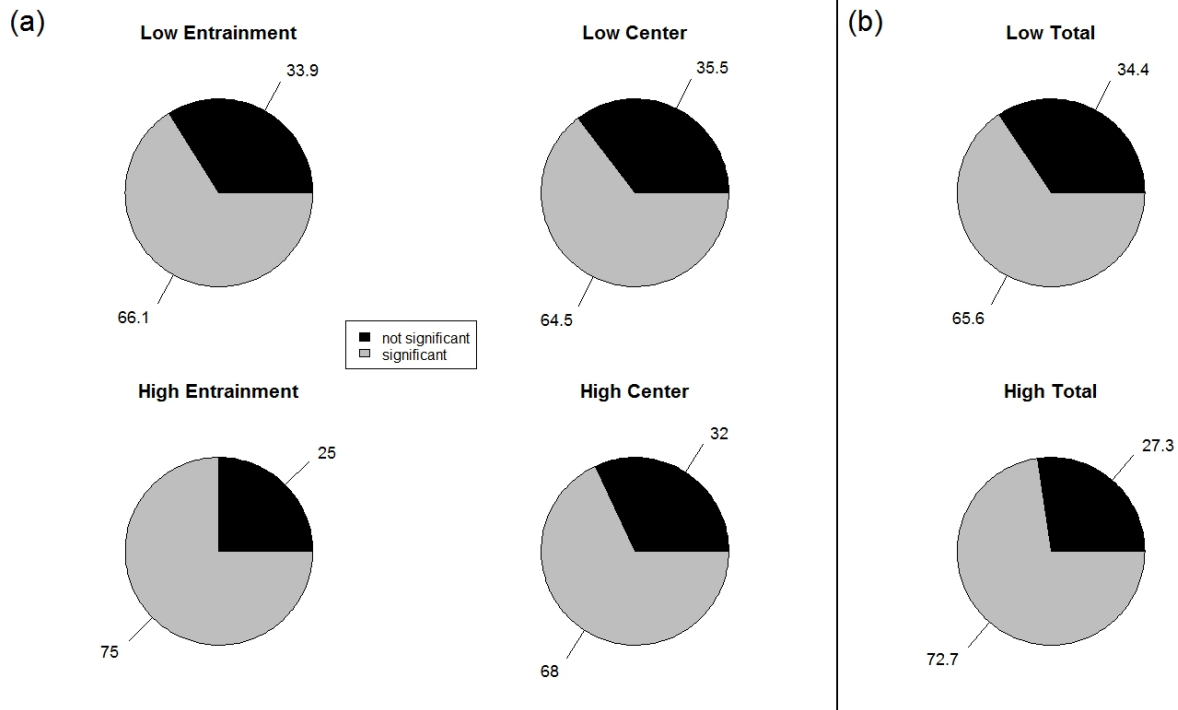 (a)
Low Entrainment
33.9
66.1
Low Center
35.5
64.5
not significant
significant
High Entrainment
25
75
High Center
32
68
(b)
Low Total
34.4
65.6
High Total
27.3
72.7